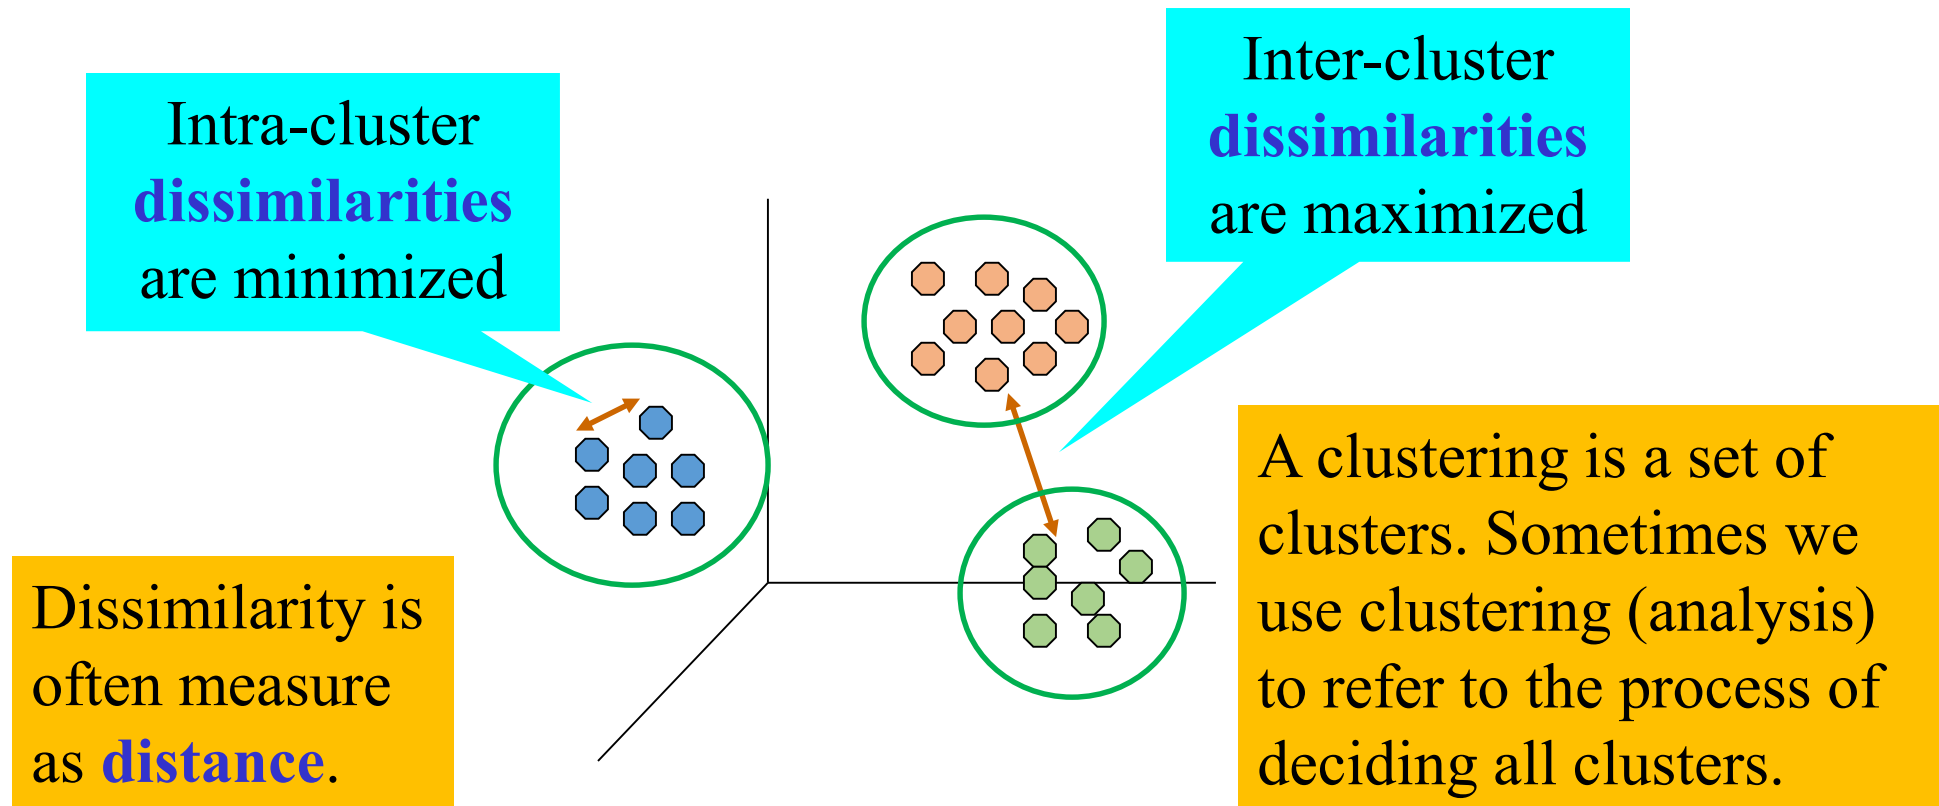 Intra-cluster
dissimilarities
are minimized
Inter-cluster
dissimilarities
are maximized
Dissimilarity is
often measure
as distance.
A clustering is a set of
clusters. Sometimes we
use clustering (analysis)
to refer to the process of
deciding all clusters.